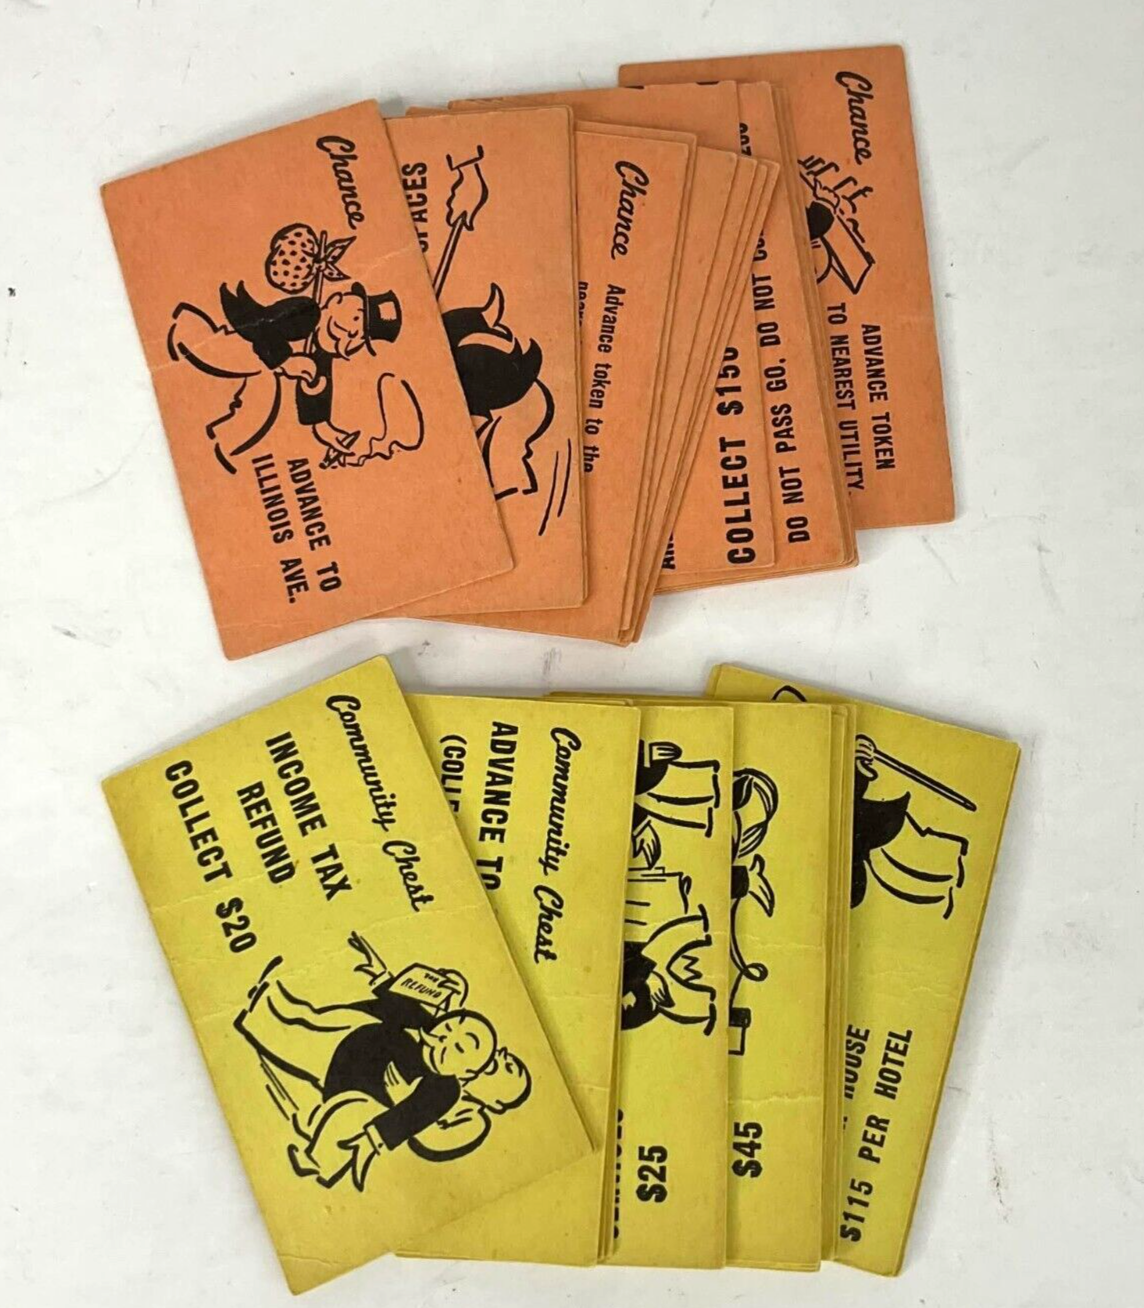 Chance
ADVANCE TO
ILLINOIS AVE.
SPACES
Chance
Advance token to the
COLLECT $150
DO NOT PASS GO, DO NOT
Chance
ADVANCE TOKEN
TO NEAREST UTILITY.
Community Chest
INCOME TAX
REFUND
COLLECT $20
REFUND
Community Chest
ADVANCE TO
(COLLE
$25
$45
HOUSE
$115 PER HOTEL